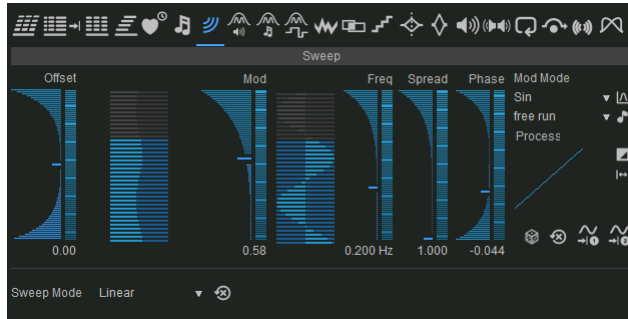 Sweep
Offset Mod Freq Spread Phase Mod Mode
Sin
free run
Process
0.00 0.58 0.200 Hz 1.000 -0.044
Sweep Mode Linear